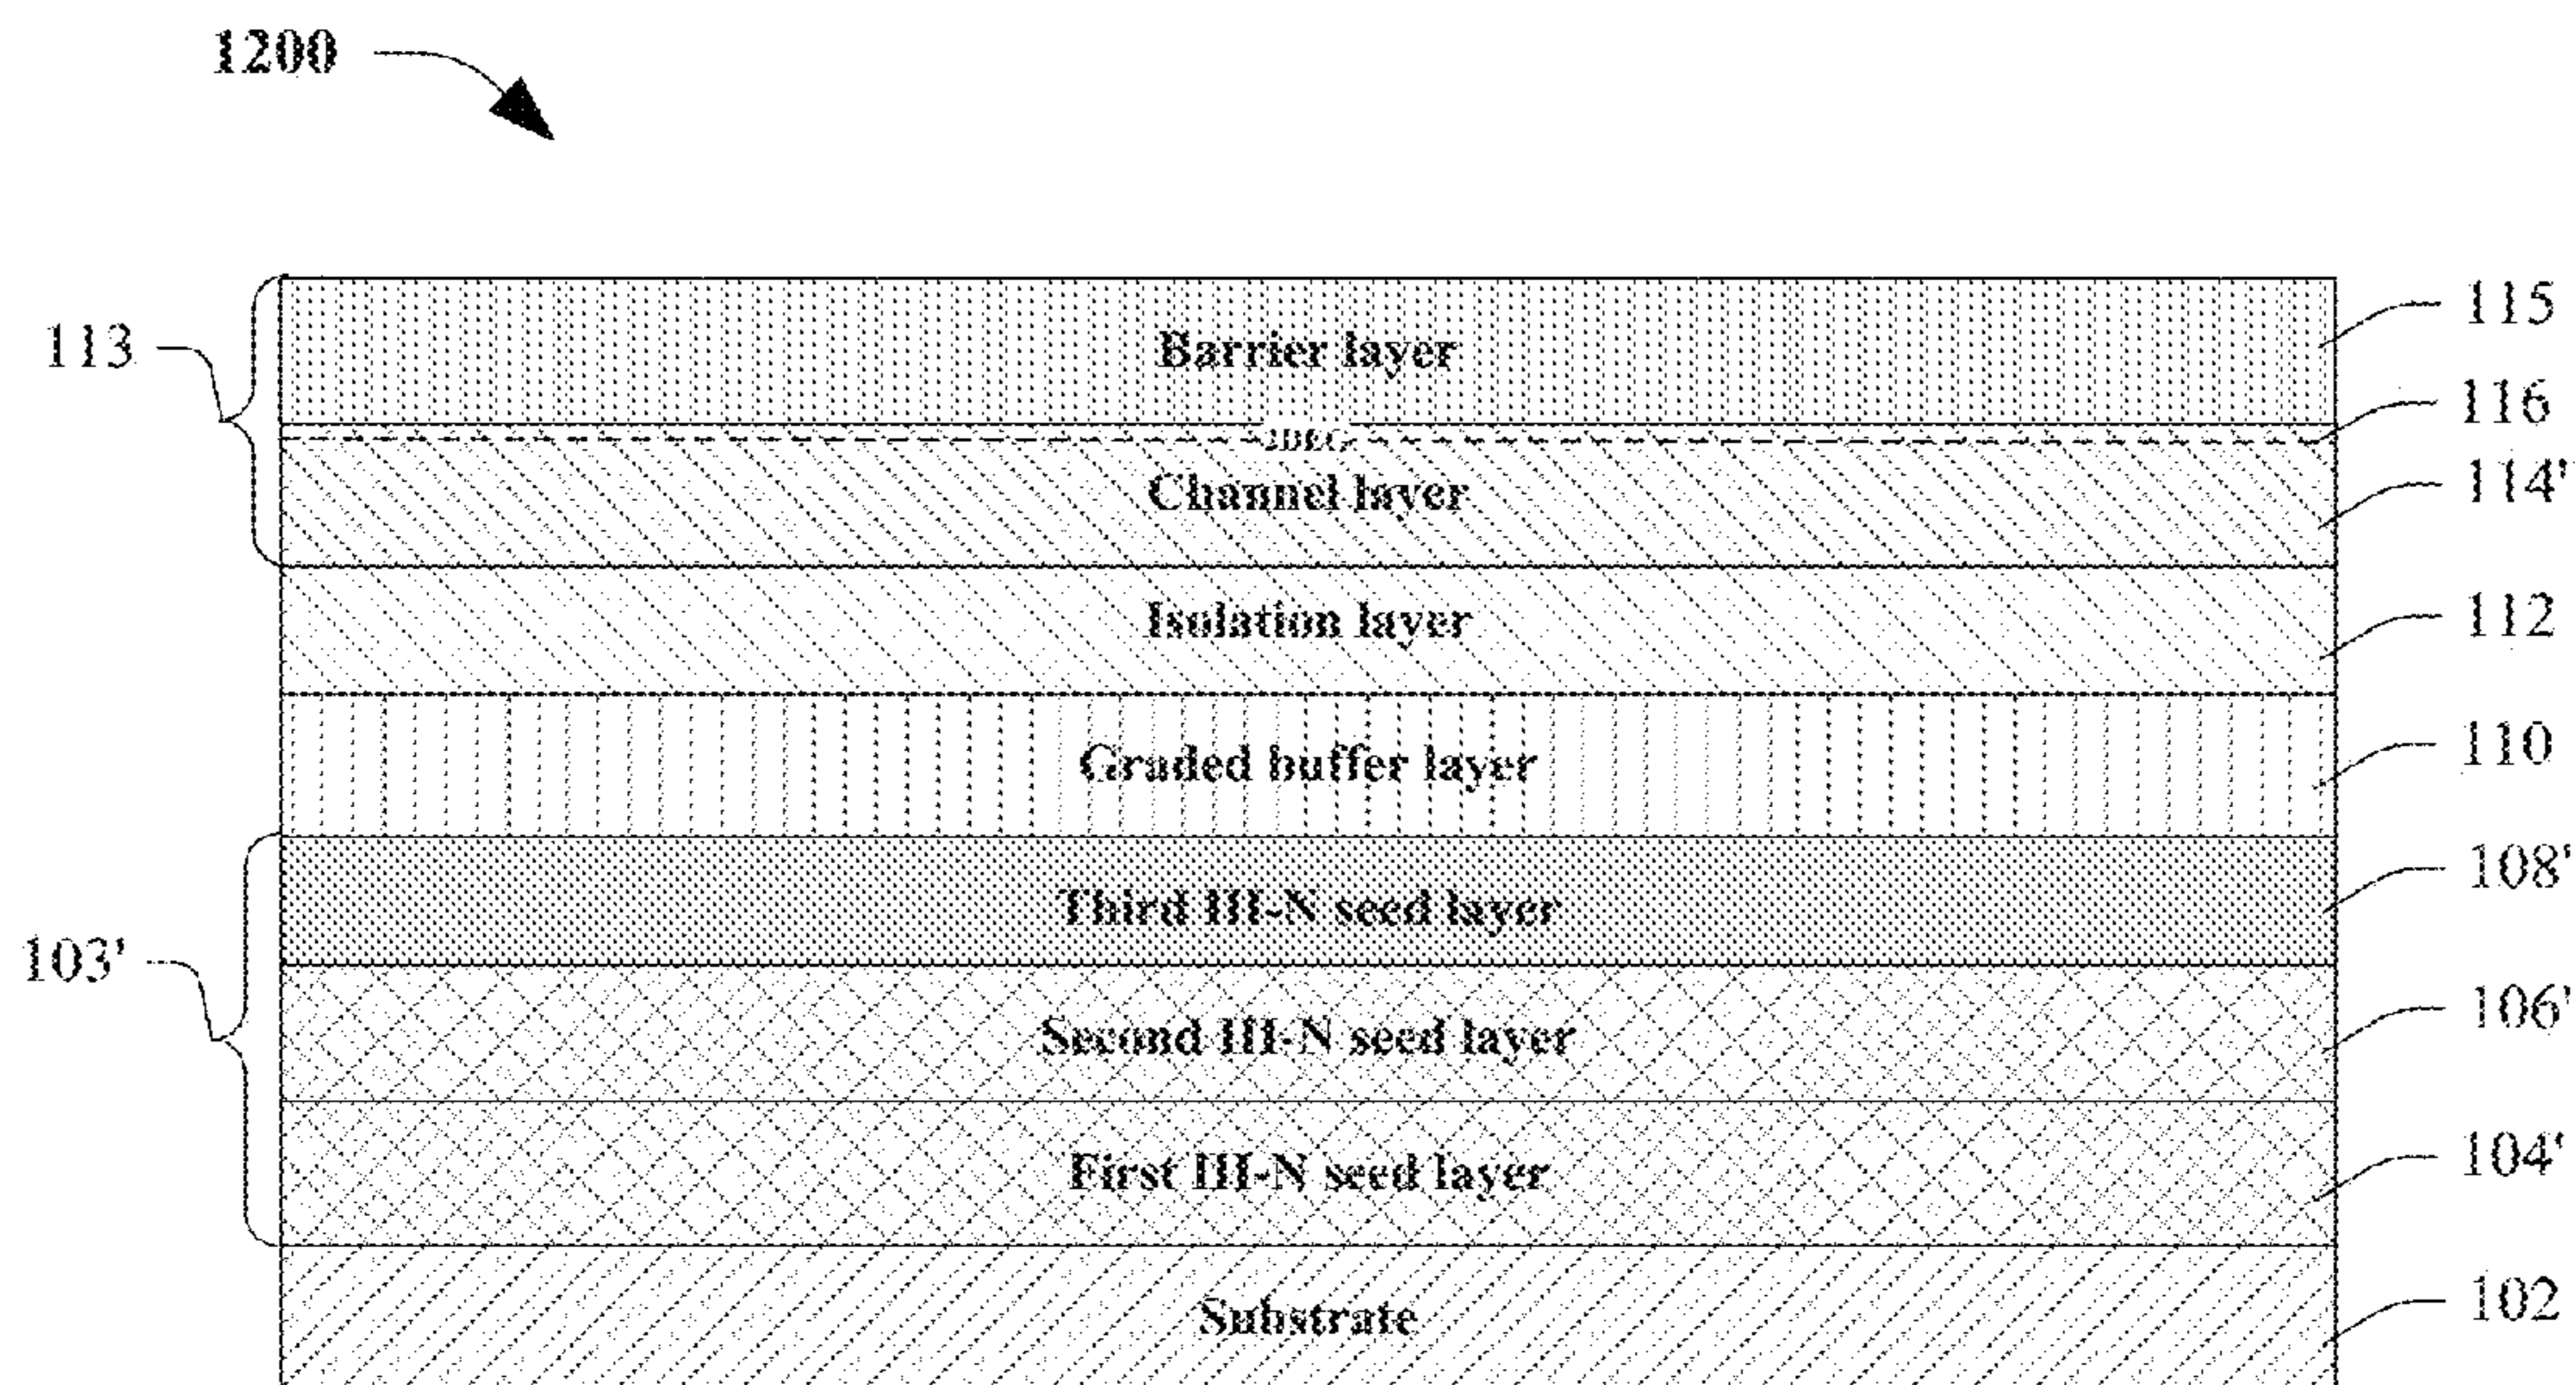 1200
113
Barrier layer
115
2DEG
116
Channel layer
114'
Isolation layer
112
Graded buffer layer
110
Third III-N seed layer
108'
103'
Second III-N seed layer
106'
First III-N seed layer
104'
Substrate
102